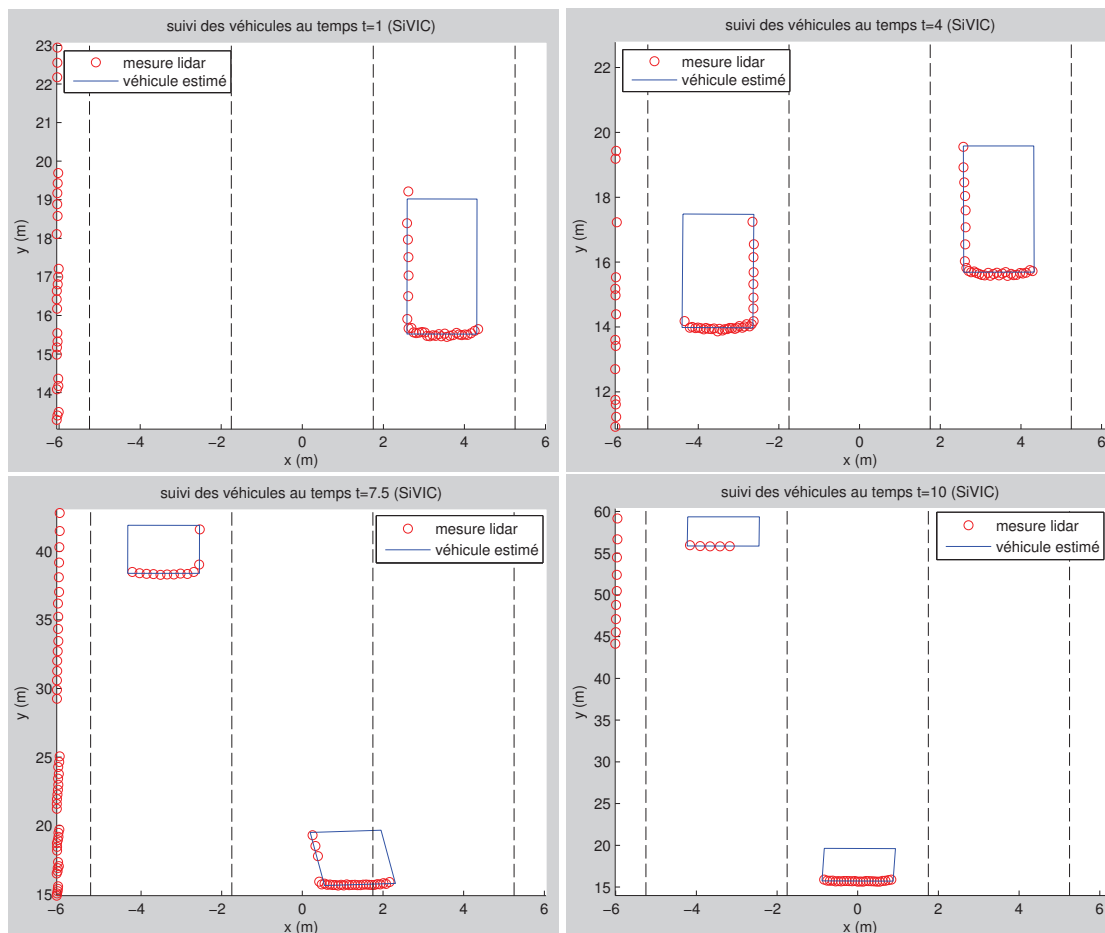 suivi des véhicules au temps t=1 (SiVIC)
mesure lidar
véhicule estimé
23
22
21
20
19
18
17
16
15
14
13
y (m)
−6 −4 −2 0 2 4 6
x (m)
suivi des véhicules au temps t=4 (SiVIC)
mesure lidar
véhicule estimé
22
20
18
16
14
12
y (m)
−6 −4 −2 0 2 4 6
x (m)
suivi des véhicules au temps t=7.5 (SiVIC)
mesure lidar
véhicule estimé
40
35
30
25
20
15
y (m)
−6 −4 −2 0 2 4 6
x (m)
suivi des véhicules au temps t=10 (SiVIC)
mesure lidar
véhicule estimé
60
55
50
45
40
35
30
25
20
15
y (m)
−6 −4 −2 0 2 4 6
x (m)